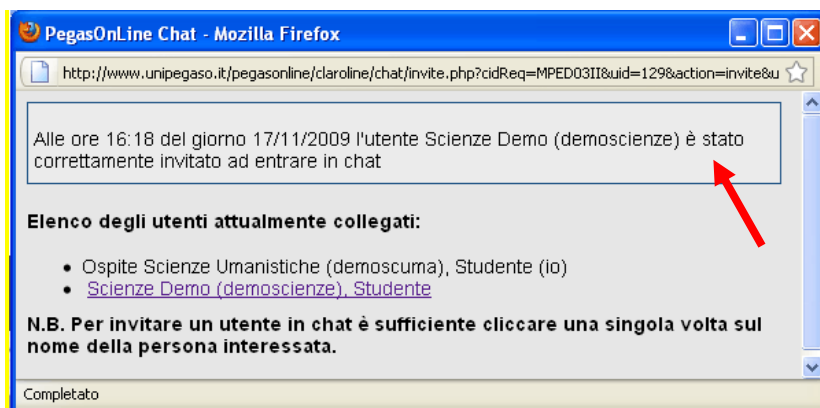 PegasOnLine Chat - Mozilla Firefox
http://www.unipegaso.it/pegasonline/claroline/chat/invite.php?cidReq=MPED03II&uid=129&action=invite&u
Alle ore 16:18 del giorno 17/11/2009 l'utente Scienze Demo (demoscienze) è stato
correttamente invitato ad entrare in chat
Elenco degli utenti attualmente collegati:
Ospite Scienze Umanistiche (demoscuma), Studente (io)
Scienze Demo (demoscienze), Studente
N.B. Per invitare un utente in chat è sufficiente cliccare una singola volta sul
nome della persona interessata.
Completato